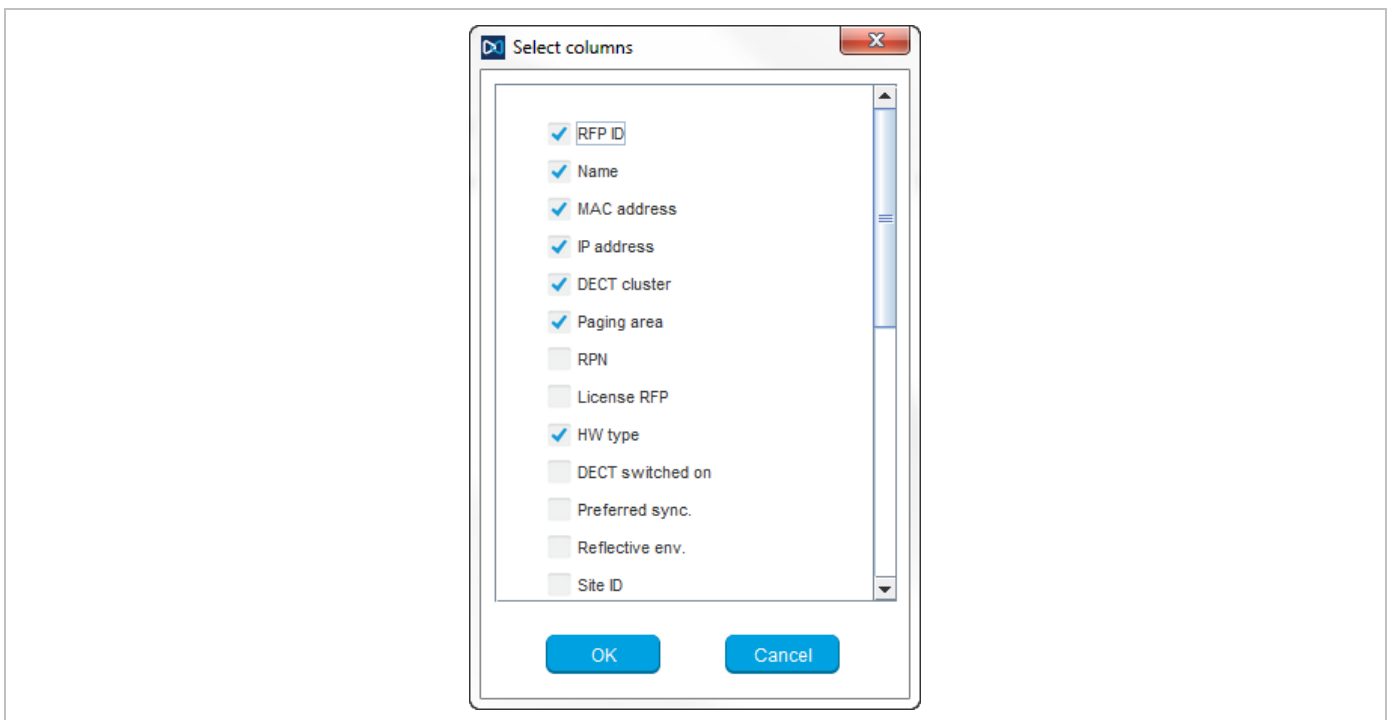 Select columns
RFP ID
Name
MAC address
IP address
DECT cluster
Paging area
RPN
License RFP
HW type
DECT switched on
Preferred sync.
Reflective env.
Site ID
OK
Cancel